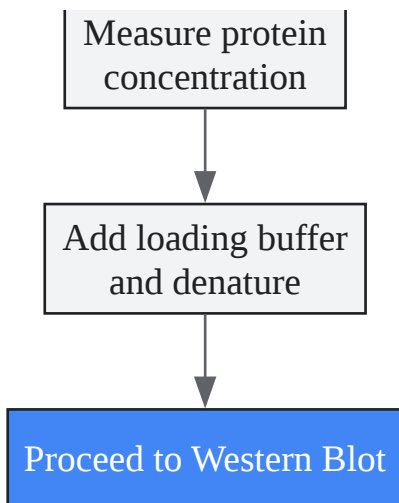 Measure protein
concentration
Add loading buffer
and denature
Proceed to Western Blot